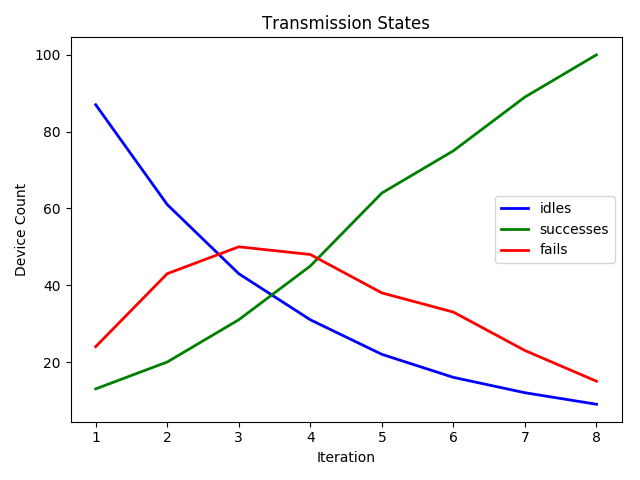 Transmission States
Device Count
100
80
60
40
20
idles
successes
fails
1 2 3 4 5 6 7 8
Iteration